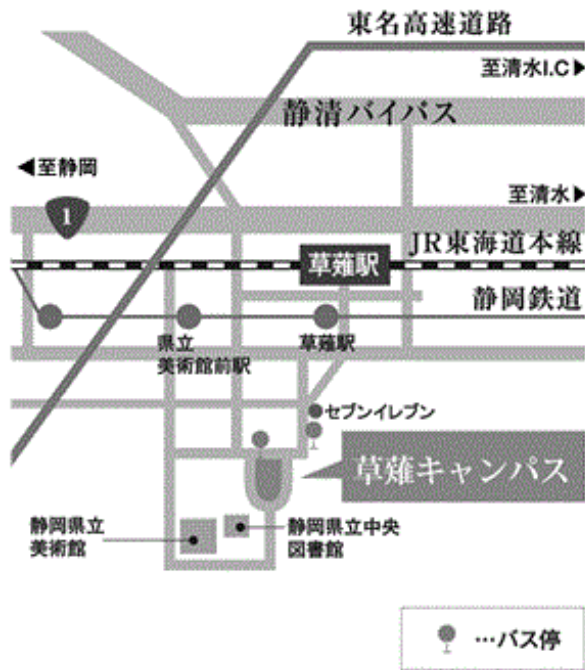 東名高速道路
至清水I.C▶
静清バイパス
◀至静岡
至清水▶
1
JR東海道本線
草薙駅
静岡鉄道
県立
美術館前駅
草薙駅
セブンイレブン
草薙キャンパス
静岡県立
美術館
静岡県立中央
図書館
…バス停